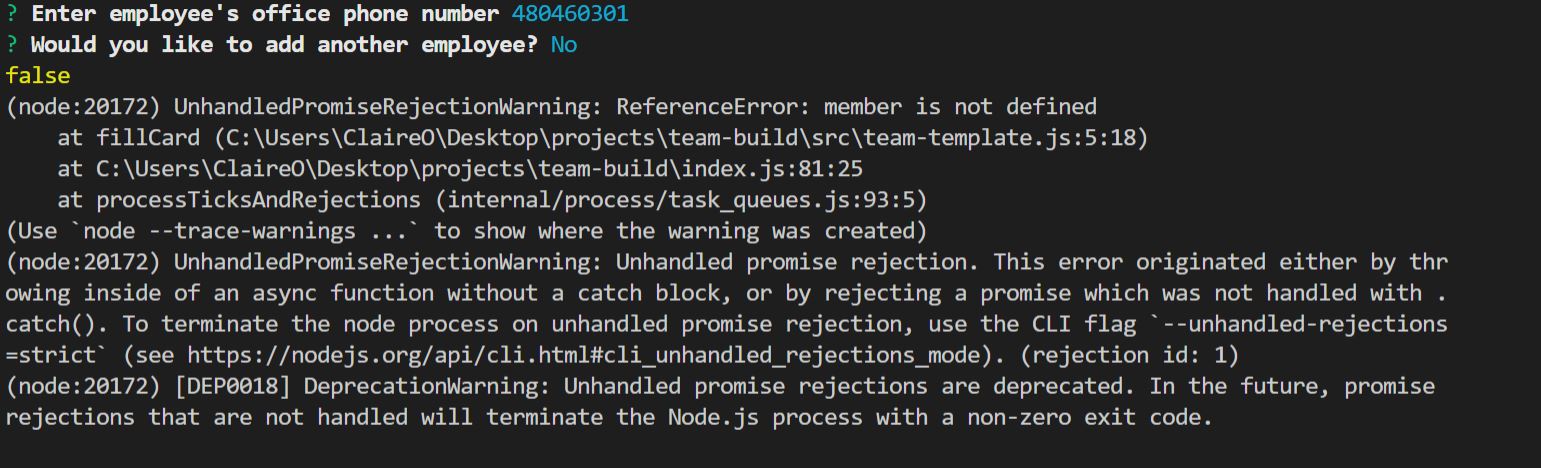 ? Enter employee's office phone number 480460301
? Would you like to add another employee? No
false
(node:20172) UnhandledPromiseRejectionWarning: ReferenceError: member is not defined
    at fillCard (C:\Users\ClaireO\Desktop\projects\team-build\src\team-template.js:5:18)
    at C:\Users\ClaireO\Desktop\projects\team-build\index.js:81:25
    at processTicksAndRejections (internal/process/task_queues.js:93:5)
(Use `node --trace-warnings ...` to show where the warning was created)
(node:20172) UnhandledPromiseRejectionWarning: Unhandled promise rejection. This error originated either by thr
owing inside of an async function without a catch block, or by rejecting a promise which was not handled with .
catch(). To terminate the node process on unhandled promise rejection, use the CLI flag `--unhandled-rejections
=strict` (see https://nodejs.org/api/cli.html#cli_unhandled_rejections_mode). (rejection id: 1)
(node:20172) [DEP0018] DeprecationWarning: Unhandled promise rejections are deprecated. In the future, promise
rejections that are not handled will terminate the Node.js process with a non-zero exit code.